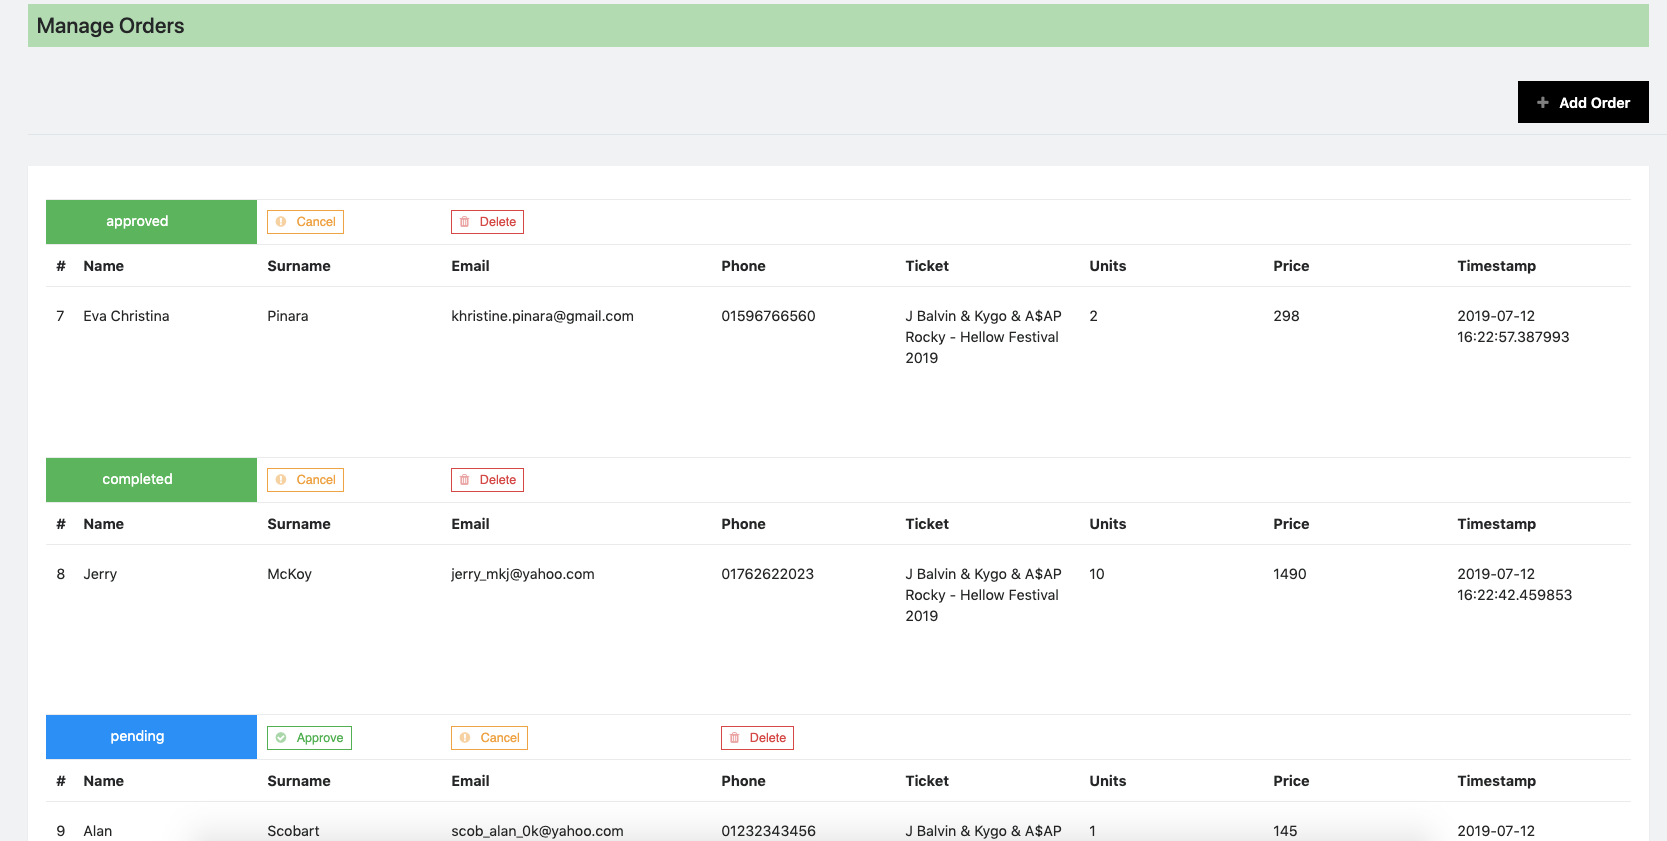 Manage Orders
Add Order
approved Cancel Delete
# Name Surname Email Phone Ticket Units Price Timestamp
7 Eva Christina Pinara khristine.pinara@gmail.com 01596766560 J Balvin & Kygo & A$AP 2 298 2019-07-12
Rocky - Hellow Festival 16:22:57.387993
2019
completed Cancel Delete
# Name Surname Email Phone Ticket Units Price Timestamp
8 Jerry McKoy jerry_mkj@yahoo.com 01762622023 J Balvin & Kygo & A$AP 10 1490 2019-07-12
Rocky - Hellow Festival 16:22:42.459853
2019
pending Approve Cancel Delete
# Name Surname Email Phone Ticket Units Price Timestamp
9 Alan Scobart scob_alan_0k@yahoo.com 01232343456 J Balvin & Kygo & A$AP 1 145 2019-07-12